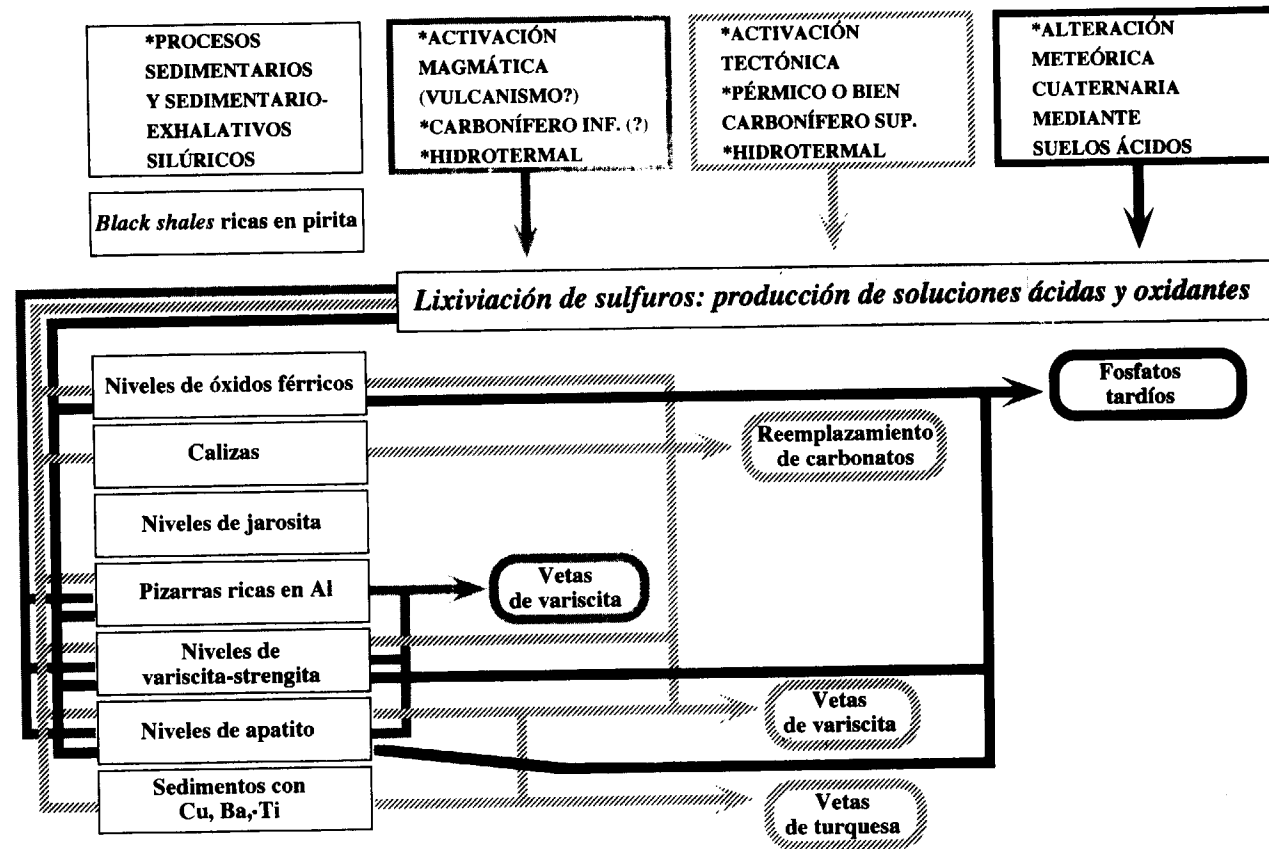 *PROCESOS
SEDIMENTARIOS
Y SEDIMENTARIO-
EXHALATIVOS
SILÚRICOS
*ACTIVACIÓN
MAGMÁTICA
(VULCANISMO?)
*CARBONÍFERO INF. (?)
*HIDROTERMAL
*ACTIVACIÓN
TECTÓNICA
*PÉRMICO O BIEN
CARBONÍFERO SUP.
*HIDROTERMAL
*ALTERACIÓN
METEÓRICA
CUATERNARIA
MEDIANTE
SUELOS ÁCIDOS
Black shales ricas en pirita
Lixiviación de sulfuros: producción de soluciones ácidas y oxidantes
Niveles de óxidos férricos
Fosfatos
tardíos
Calizas
Reemplazamiento
de carbonatos
Niveles de jarosita
Pizarras ricas en Al
Vetas
de variscita
Niveles de
variscita-strengita
Niveles de apatito
Vetas
de variscita
Sedimentos con
Cu, Ba,·Ti
Vetas
de turquesa